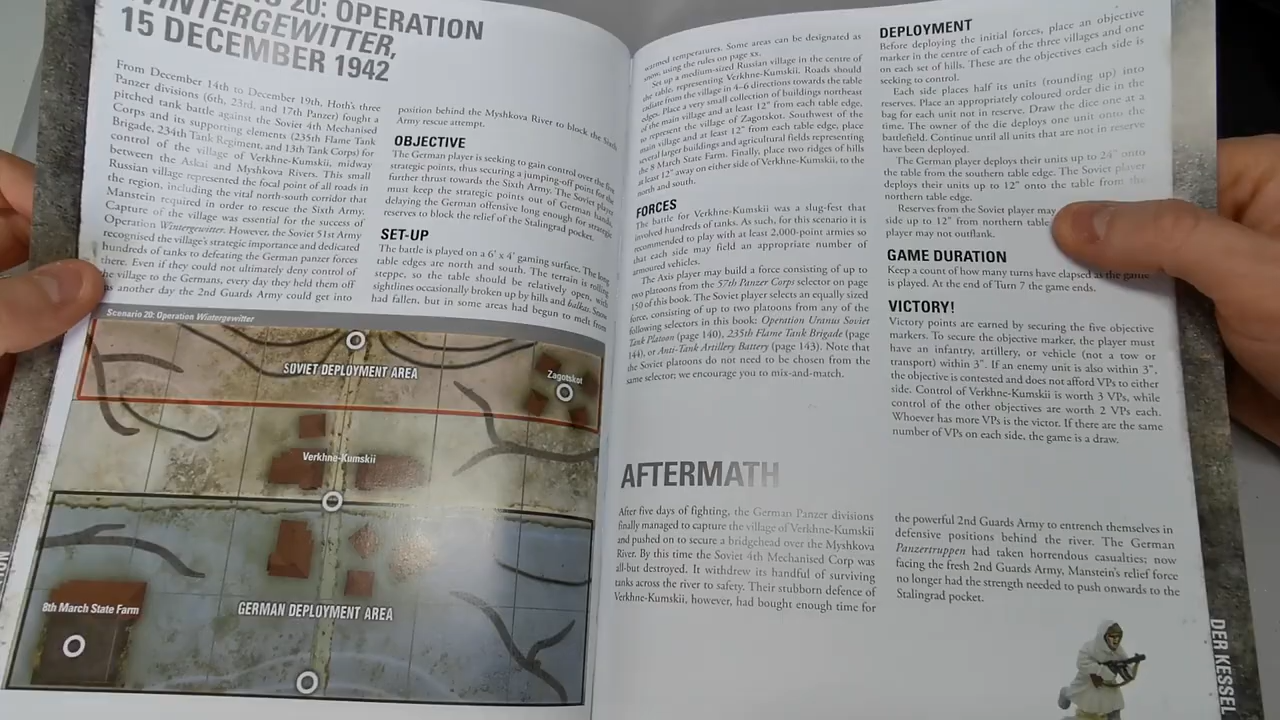 20: OPERATION
WINTERGEWITTER,
15 DECEMBER 1942
From December 14th to December 19th, Hoth's three
Panzer divisions (6th, 23rd, and 17th Panzer) fought a
pitched tank battle against the Soviet 4th Mechanised
Corps and its supporting elements (235th Flame Tank
Brigade, 234th Tank Regiment, and 13th Tank Corps) for
control of the village of Verkhne-Kumskii, midway
between the Askai and Myshkova Rivers. This small
Russian village represented the focal point of all roads in
the region, including the vital north-south corridor that
Manstein required in order to rescue the Sixth Army.
Capture of the village was essential for the success of
Operation Wintergewitter. However, the Soviet 51st Army
recognised the village's strategic importance and dedicated
hundreds of tanks to defeating the German panzer forces
there. Even if they could not ultimately deny control of
the village to the Germans, every day they held them off
was another day the 2nd Guards Army could get into
position behind the Myshkova River to block the Sixth
Army rescue attempt.
OBJECTIVE
The German player is seeking to gain control over the five
strategic points, thus securing a jumping-off point for the
further thrust towards the Sixth Army. The Soviet player
must keep the strategic points out of German hands,
delaying the German offensive long enough for strategic
reserves to block the relief of the Stalingrad pocket.
SET-UP
The battle is played on a 6' x 4' gaming surface. The long
table edges are north and south. The terrain is rolling
steppe, so the table should be relatively open, with
sightlines occasionally broken up by hills and balkas. Snow
had fallen, but in some areas had begun to melt from
Scenario 20: Operation Wintergewitter
SOVIET DEPLOYMENT AREA
Zagotskot
Verkhne-Kumskii
8th March State Farm
GERMAN DEPLOYMENT AREA
warmed temperatures. Some areas can be designated as
snow, using the rules on page xx.
Set up a medium-sized Russian village in the centre of
the table, representing Verkhne-Kumskii. Roads should
radiate from the village in 4–6 directions towards the table
edges. Place a very small collection of buildings northeast
of the main village and at least 12" from each table edge,
to represent the village of Zagotskot. Southwest of the
main village and at least 12" from each table edge, place
several larger buildings and agricultural fields representing
the 8 March State Farm. Finally, place two ridges of hills
at least 12" away on either side of Verkhne-Kumskii, to the
north and south.
FORCES
The battle for Verkhne-Kumskii was a slug-fest that
involved hundreds of tanks. As such, for this scenario it is
recommended to play with at least 2,000-point armies so
that each side may field an appropriate number of
armoured vehicles.
The Axis player may build a force consisting of up to
two platoons from the 57th Panzer Corps selector on page
150 of this book. The Soviet player selects an equally sized
force, consisting of up to two platoons from any of the
following selectors in this book: Operation Uranus Soviet
Tank Platoon (page 140), 235th Flame Tank Brigade (page
144), or Anti-Tank Artillery Battery (page 143). Note that
the Soviet platoons do not need to be chosen from the
same selector; we encourage you to mix-and-match.
DEPLOYMENT
Before deploying the initial forces, place an objective
marker in the centre of each of the three villages and one
on each set of hills. These are the objectives each side is
seeking to control.
Each side places half its units (rounding up) into
reserves. Place an appropriately coloured order die in the
bag for each unit not in reserve. Draw the dice one at a
time. The owner of the die deploys one unit onto the
battlefield. Continue until all units that are not in reserve
have been deployed.
The German player deploys their units up to 24" onto
the table from the southern table edge. The Soviet player
deploys their units up to 12" onto the table from the
northern table edge.
Reserves from the Soviet player may
side up to 12" from northern table
player may not outflank.
GAME DURATION
Keep a count of how many turns have elapsed as the game
is played. At the end of Turn 7 the game ends.
VICTORY!
Victory points are earned by securing the five objective
markers. To secure the objective marker, the player must
have an infantry, artillery, or vehicle (not a tow or
transport) within 3". If an enemy unit is also within 3",
the objective is contested and does not afford VPs to either
side. Control of Verkhne-Kumskii is worth 3 VPs, while
control of the other objectives are worth 2 VPs each.
Whoever has more VPs is the victor. If there are the same
number of VPs on each side, the game is a draw.
AFTERMATH
After five days of fighting, the German Panzer divisions
finally managed to capture the village of Verkhne-Kumskii
and pushed on to secure a bridgehead over the Myshkova
River. By this time the Soviet 4th Mechanised Corp was
all-but destroyed. It withdrew its handful of surviving
tanks across the river to safety. Their stubborn defence of
Verkhne-Kumskii, however, had bought enough time for
the powerful 2nd Guards Army to entrench themselves in
defensive positions behind the river. The German
Panzertruppen had taken horrendous casualties; now
facing the fresh 2nd Guards Army, Manstein's relief force
no longer had the strength needed to push onwards to the
Stalingrad pocket.
DER KESSEL